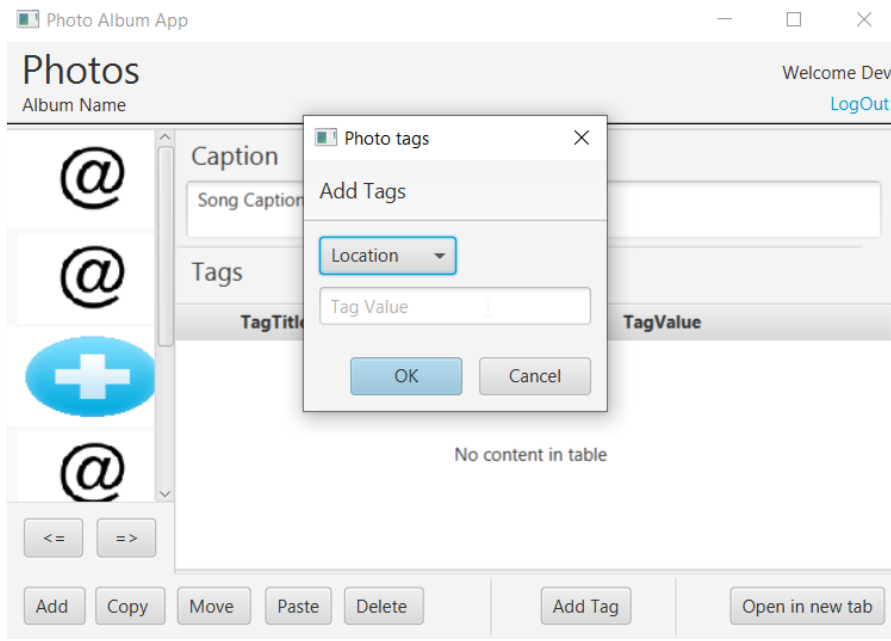 Photo Album App
Photos
Welcome Dev
Album Name
LogOut
@
@
@
Caption
Song Caption
Tags
TagTitle
TagValue
No content in table
Photo tags
Add Tags
Location
Tag Value
OK
Cancel
<=
=>
Add
Copy
Move
Paste
Delete
Add Tag
Open in new tab